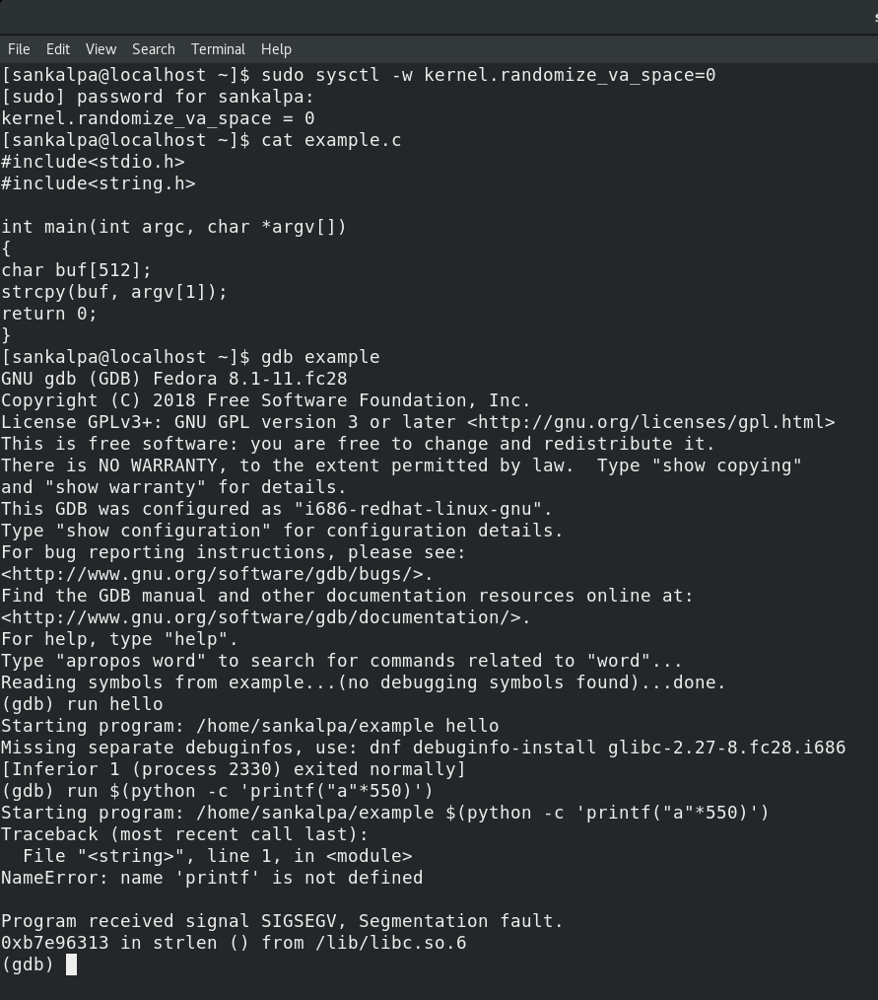 File Edit View Search Terminal Help
[sankalpa@localhost ~]$ sudo sysctl -w kernel.randomize_va_space=0
[sudo] password for sankalpa:
kernel.randomize_va_space = 0
[sankalpa@localhost ~]$ cat example.c
#include<stdio.h>
#include<string.h>

int main(int argc, char *argv[])
{
char buf[512];
strcpy(buf, argv[1]);
return 0;
}
[sankalpa@localhost ~]$ gdb example
GNU gdb (GDB) Fedora 8.1-11.fc28
Copyright (C) 2018 Free Software Foundation, Inc.
License GPLv3+: GNU GPL version 3 or later <http://gnu.org/licenses/gpl.html>
This is free software: you are free to change and redistribute it.
There is NO WARRANTY, to the extent permitted by law.  Type "show copying"
and "show warranty" for details.
This GDB was configured as "i686-redhat-linux-gnu".
Type "show configuration" for configuration details.
For bug reporting instructions, please see:
<http://www.gnu.org/software/gdb/bugs/>.
Find the GDB manual and other documentation resources online at:
<http://www.gnu.org/software/gdb/documentation/>.
For help, type "help".
Type "apropos word" to search for commands related to "word"...
Reading symbols from example...(no debugging symbols found)...done.
(gdb) run hello
Starting program: /home/sankalpa/example hello
Missing separate debuginfos, use: dnf debuginfo-install glibc-2.27-8.fc28.i686
[Inferior 1 (process 2330) exited normally]
(gdb) run $(python -c 'printf("a"*550)')
Starting program: /home/sankalpa/example $(python -c 'printf("a"*550)')
Traceback (most recent call last):
  File "<string>", line 1, in <module>
NameError: name 'printf' is not defined

Program received signal SIGSEGV, Segmentation fault.
0xb7e96313 in strlen () from /lib/libc.so.6
(gdb)